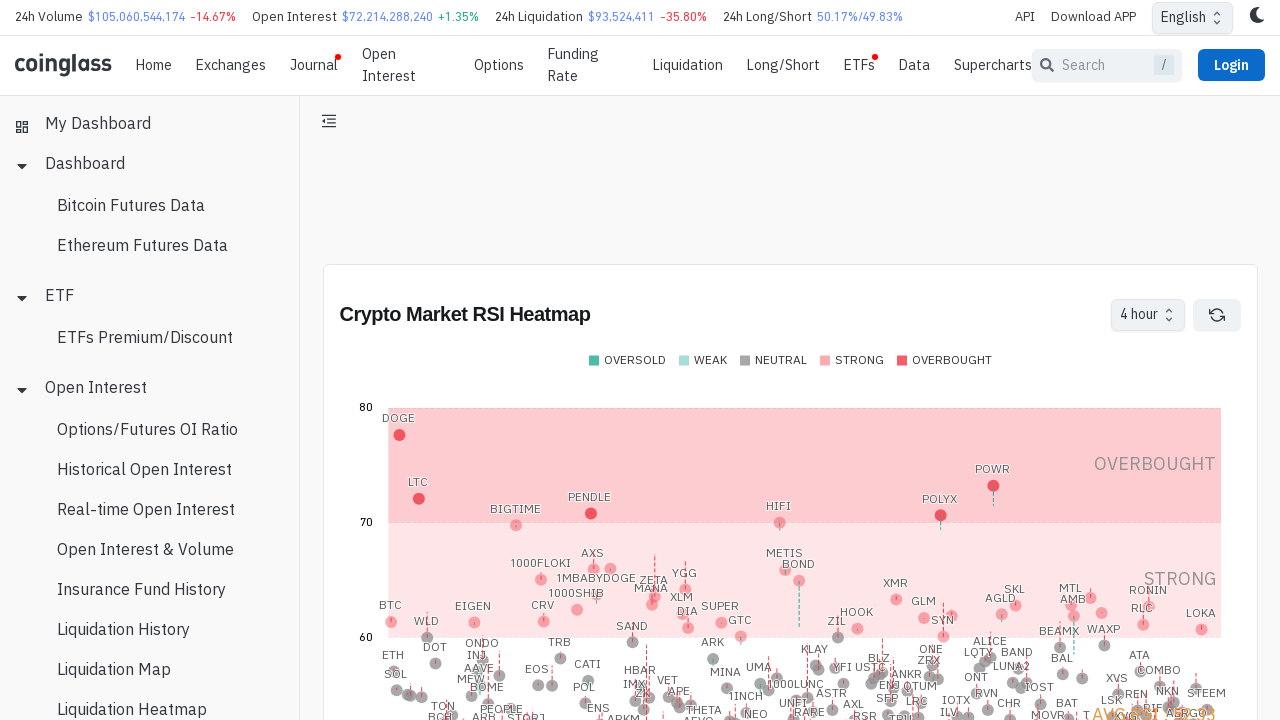 24h Volume $105,060,544,174 -14.67% Open Interest $72,214,288,240 +1.35% 24h Liquidation $93,524,411 -35.80% 24h Long/Short 50.17%/49.83% API Download APP English
coinglass Home Exchanges Journal Open Interest Options Funding Rate Liquidation Long/Short ETFs Data Supercharts Search / Login
My Dashboard
Dashboard
Bitcoin Futures Data
Ethereum Futures Data
ETF
ETFs Premium/Discount
Open Interest
Options/Futures OI Ratio
Historical Open Interest
Real-time Open Interest
Open Interest & Volume
Insurance Fund History
Liquidation History
Liquidation Map
Liquidation Heatmap
Crypto Market RSI Heatmap
4 hour
OVERSOLD WEAK NEUTRAL STRONG OVERBOUGHT
80
DOGE
OVERBOUGHT
LTC POWR
BIGTIME PENDLE HIFI POLYX
70
AXS METIS
1000FLOKI BOND
1MBABYDOGE ZETA YGG STRONG
MANA XMR SKL MTL RONIN
1000SHIB XLM AGLD AMB
BTC EIGEN CRV DIA SUPER GLM RLC
WLD GTC HOOK SYN LOKA
SAND ZIL BEAMX WAXP
60
ETH DOT ONDO TRB ARK KLAY ALICE
INJ BLZ ONE LQTY BAND BAL ATA
SOL AAVE EOS CATI HBAR MINA UMA ZRX LUNA2 COMBO
MEW BOME POL IMX VET 1000LUNC ENJ ANKR ONT XVS
ZK APE 1INCH ASTR SFP QTUM RVN IOST REN NKN STEEM
TON PEOPLE ENS THETA NEO UNFI AXL LRC IOTX CHR BAT LSK
ARB STORJ RARE RSR ILV MOVR